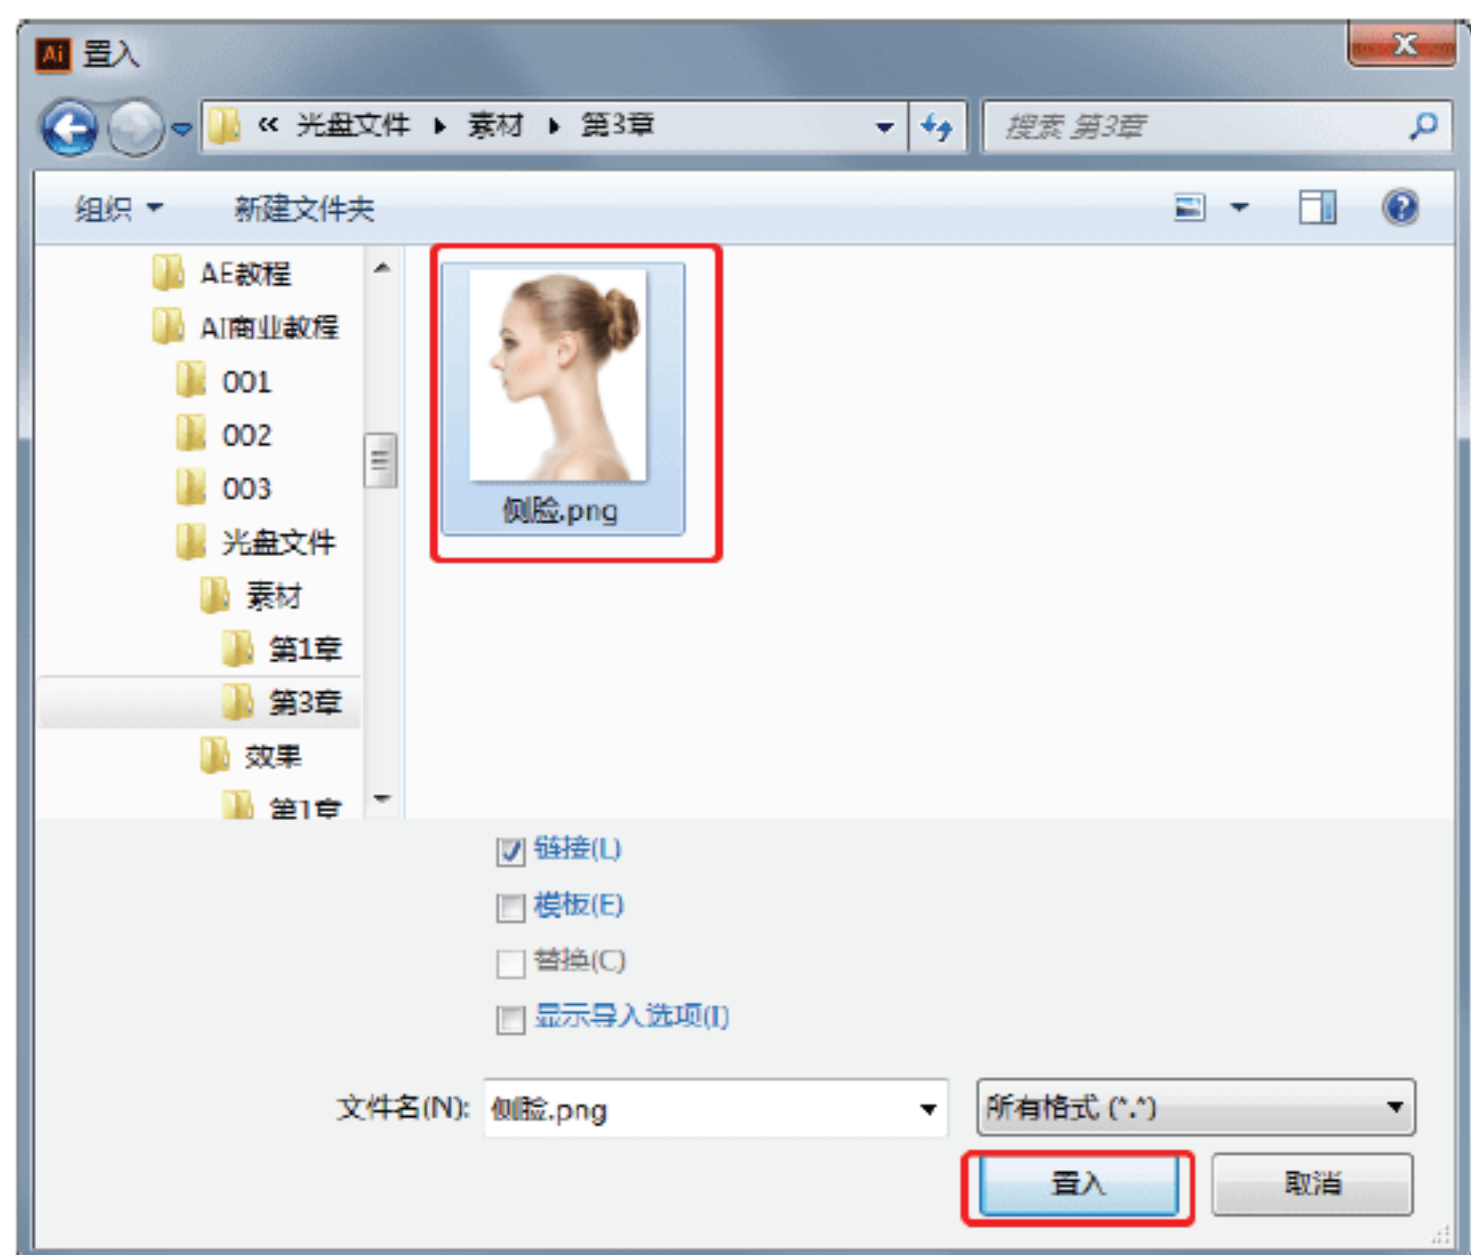 Ai 置入
« 光盘文件 ▶ 素材 ▶ 第3章
搜索 第3章
组织 新建文件夹
AE教程
AI商业教程
001
002
003
光盘文件
素材
第1章
第3章
效果
第1章
侧脸.png
链接(L)
模板(E)
替换(C)
显示导入选项(I)
文件名(N): 侧脸.png 所有格式 (*.*)
置入 取消